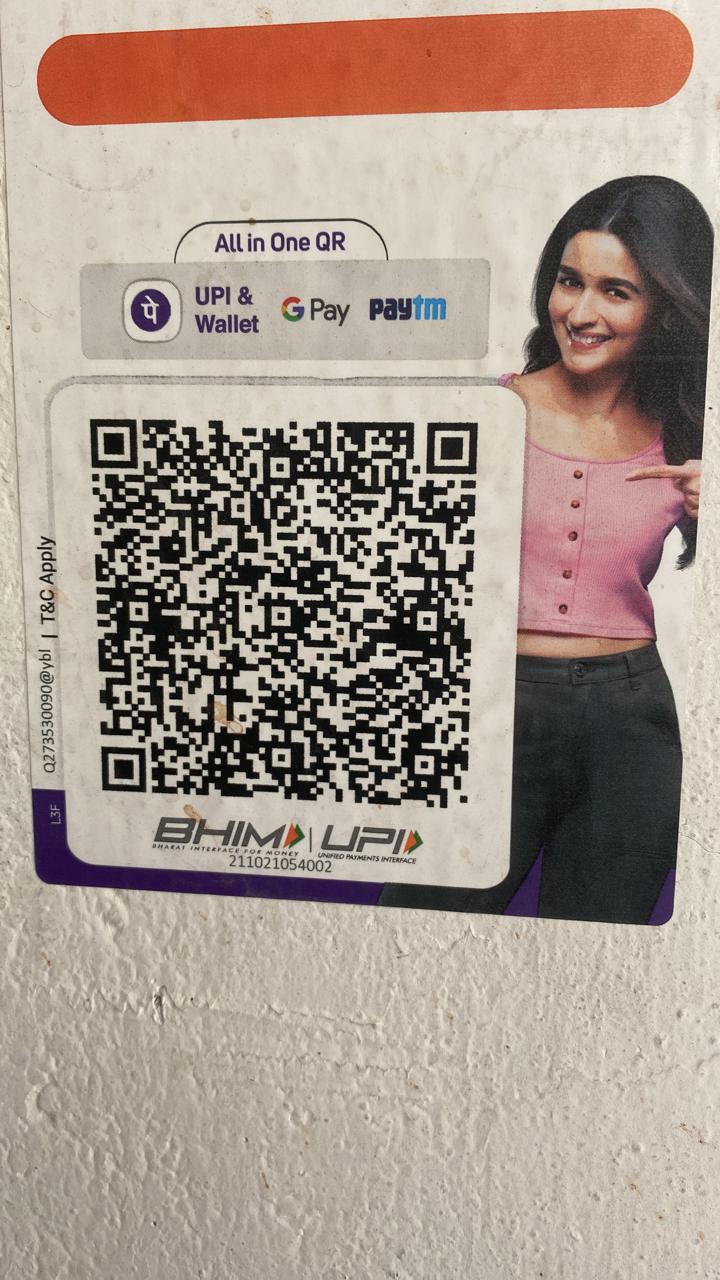 All in One QR
पे UPI &
Wallet
G Pay
paytm
Q273530090@ybl | T&C Apply
L3F
BHIM | UPI
BHARAT INTERFACE FOR MONEY UNIFIED PAYMENTS INTERFACE
211021054002